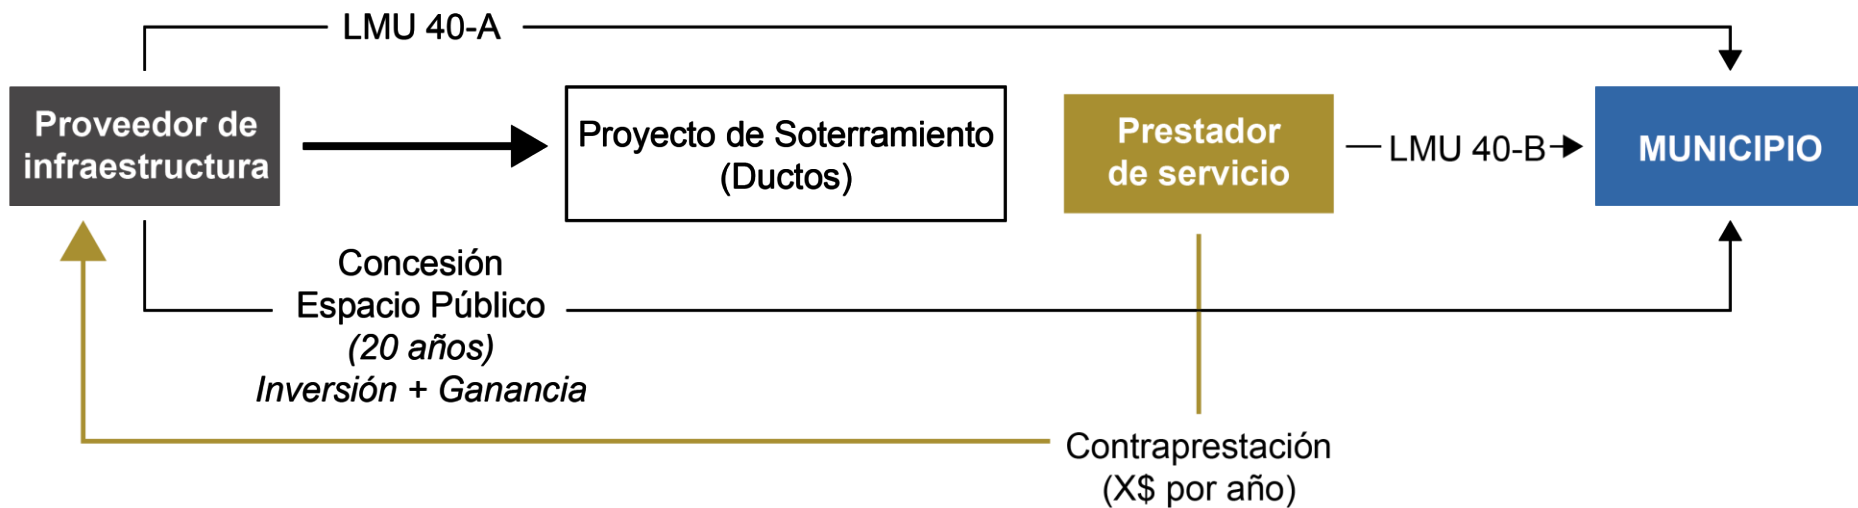 LMU 40-A
Proveedor de
infraestructura
Proyecto de Soterramiento
(Ductos)
Prestador
de servicio
LMU 40-B
MUNICIPIO
Concesión
Espacio Público
(20 años)
Inversión + Ganancia
Contraprestación
(X$ por año)